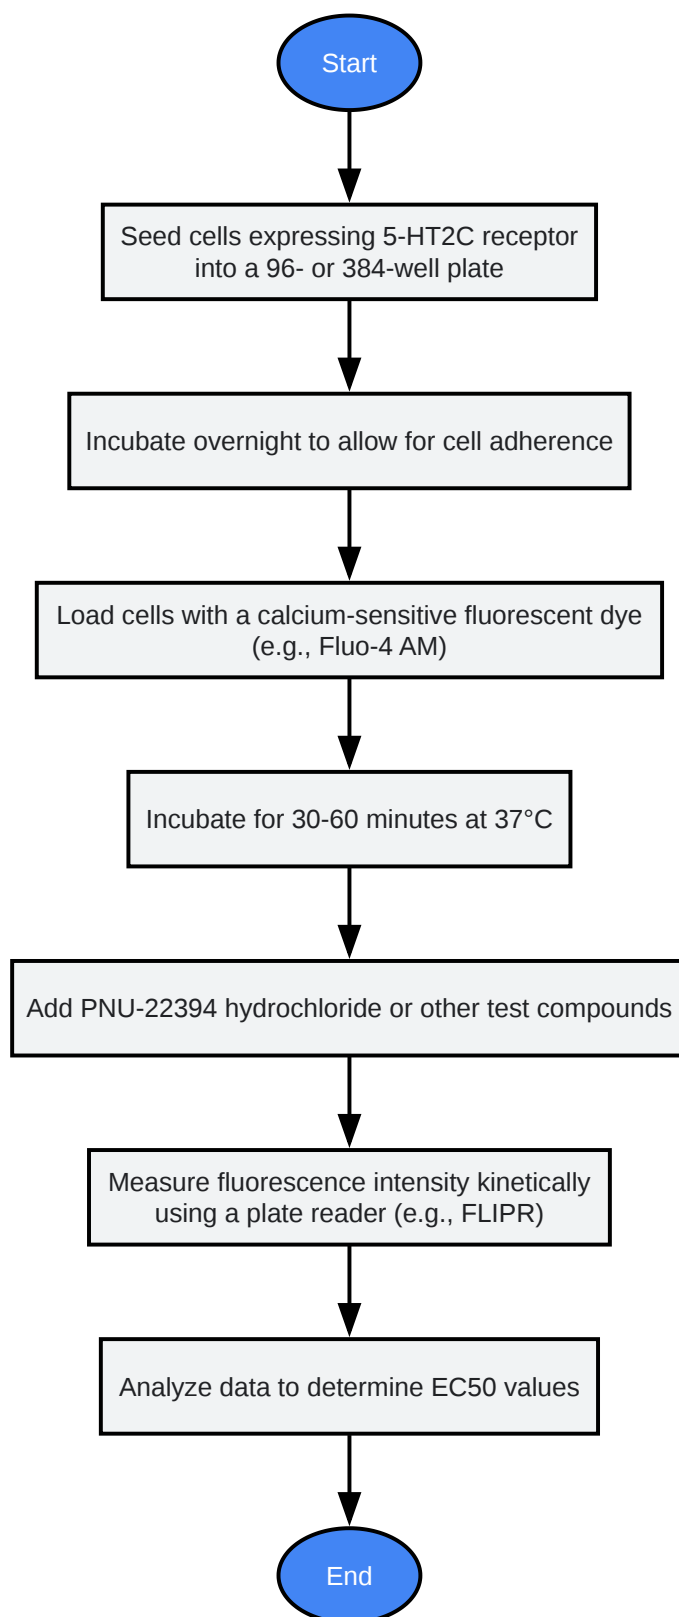 Start
Seed cells expressing 5-HT2C receptor
into a 96- or 384-well plate
Incubate overnight to allow for cell adherence
Load cells with a calcium-sensitive fluorescent dye
(e.g., Fluo-4 AM)
Incubate for 30-60 minutes at 37°C
Add PNU-22394 hydrochloride or other test compounds
Measure fluorescence intensity kinetically
using a plate reader (e.g., FLIPR)
Analyze data to determine EC50 values
End